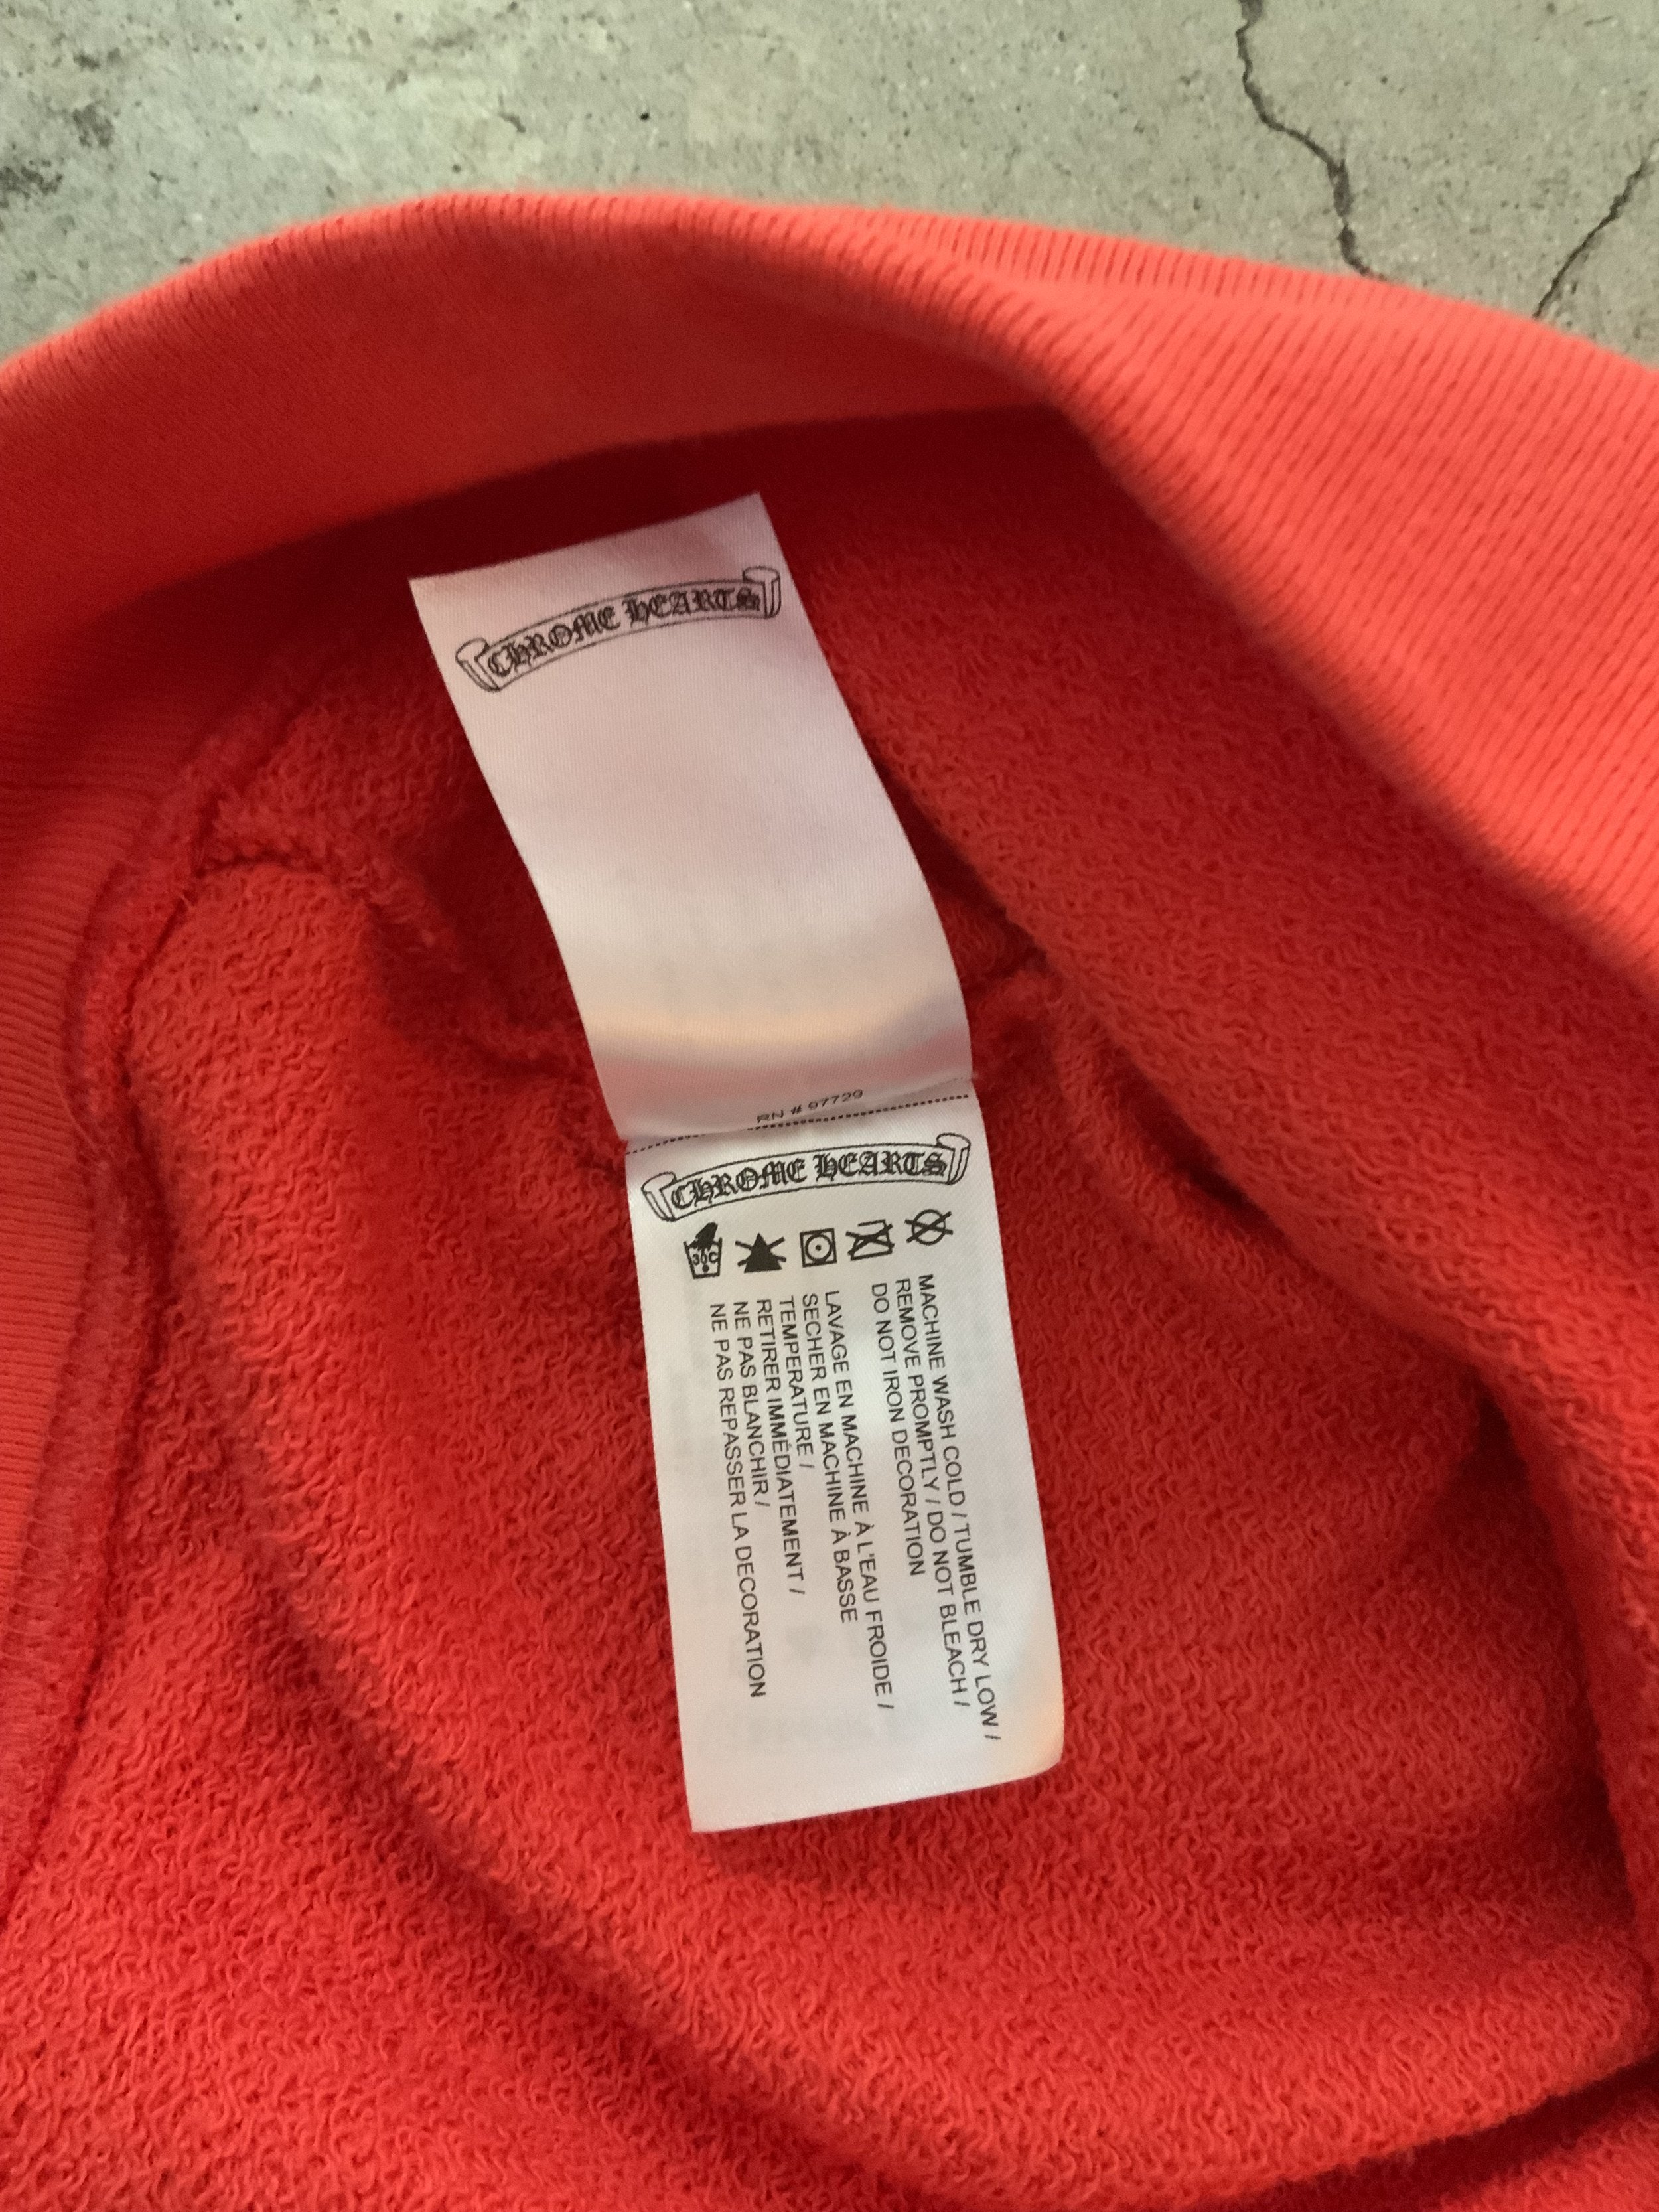 CHROME HEARTS
RN # 97729
CHROME HEARTS
30°C
MACHINE WASH COLD / TUMBLE DRY LOW /
REMOVE PROMPTLY / DO NOT BLEACH /
DO NOT IRON DECORATION
LAVAGE EN MACHINE À L'EAU FROIDE /
SECHER EN MACHINE À BASSE
TEMPERATURE /
RETIRER IMMÉDIATEMENT /
NE PAS BLANCHIR /
NE PAS REPASSER LA DECORATION